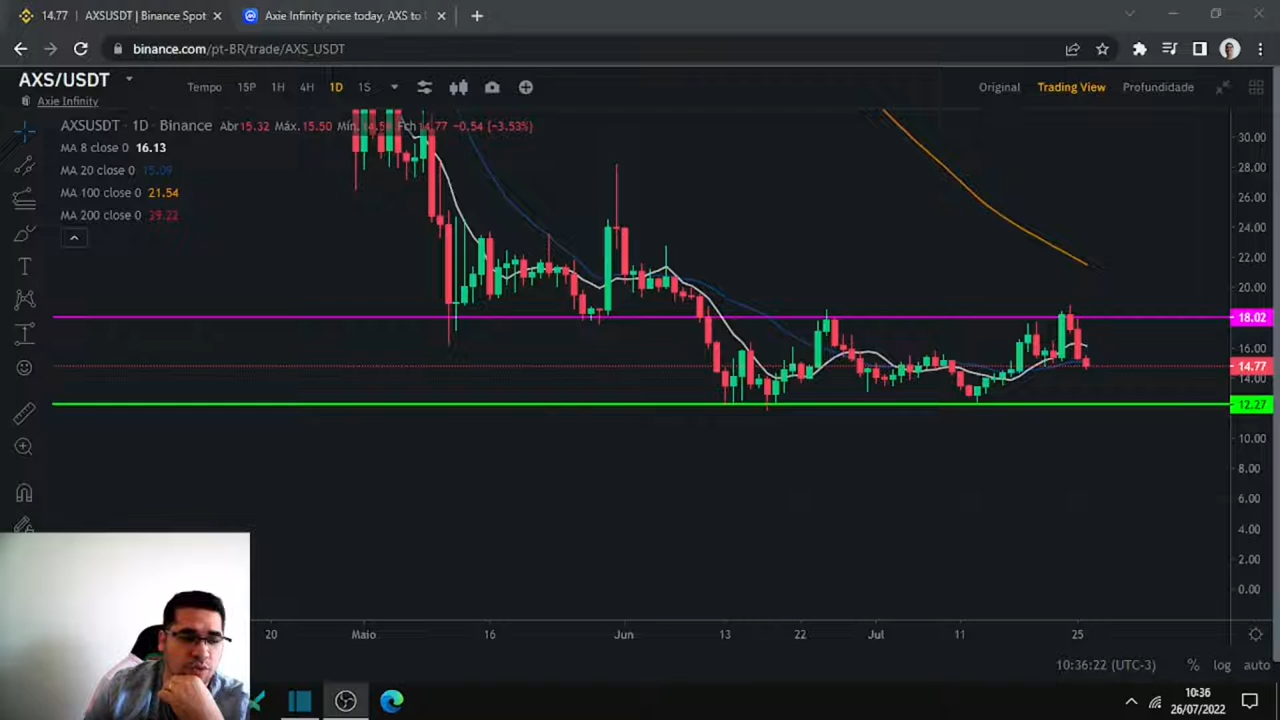 14.77 | AXSUSDT | Binance Spot
Axie Infinity price today, AXS to
binance.com/pt-BR/trade/AXS_USDT
AXS/USDT
Axie Infinity
Tempo 15P 1H 4H 1D 1S
Original Trading View Profundidade
AXSUSDT · 1D · Binance Abr15.32 Máx.15.50 Mín. Fch14.77 −0.54 (−3.53%)
MA 8 close 0 16.13
MA 20 close 0 15.09
MA 100 close 0 21.54
MA 200 close 0 39.22
30.00
28.00
26.00
24.00
22.00
20.00
18.02
16.00
14.77
14.00
12.27
10.00
8.00
6.00
4.00
2.00
0.00
20 Maio 16 Jun 13 22 Jul 11 25
10:36:22 (UTC-3) % log auto
10:36
26/07/2022